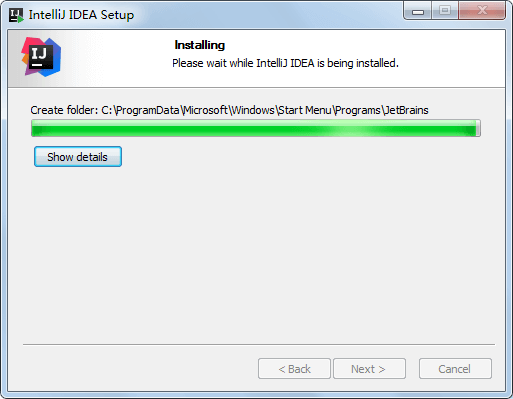 IntelliJ IDEA Setup
IJ
Installing
Please wait while IntelliJ IDEA is being installed.
Create folder: C:\ProgramData\Microsoft\Windows\Start Menu\Programs\JetBrains
Show details
< Back
Next >
Cancel